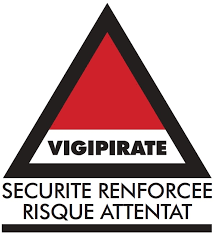 VIGIPIRATE
SECURITE RENFORCEE
RISQUE ATTENTAT